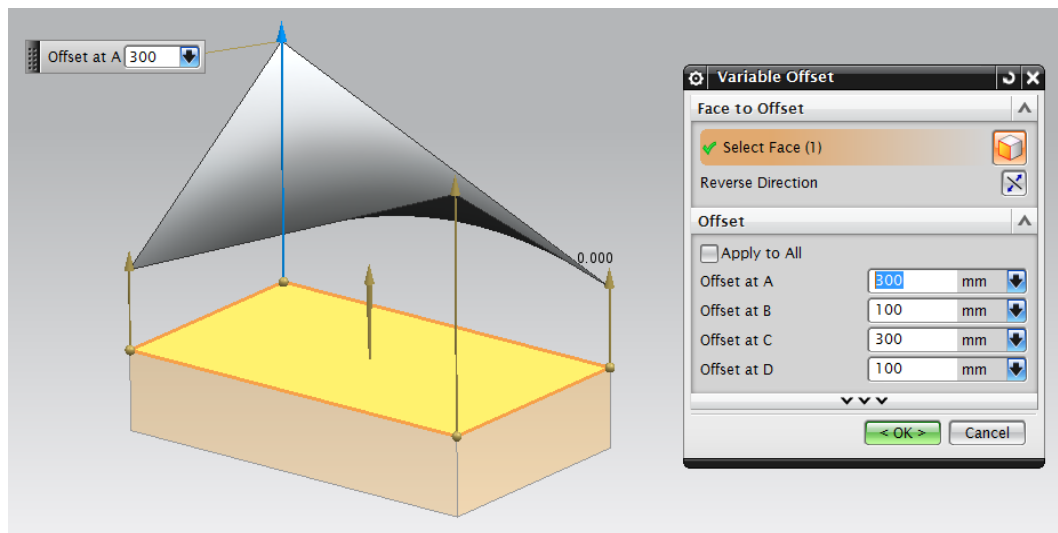 Offset at A 300
0.000
Variable Offset
Face to Offset
Select Face (1)
Reverse Direction
Offset
Apply to All
Offset at A 300 mm
Offset at B 100 mm
Offset at C 300 mm
Offset at D 100 mm
< OK > Cancel